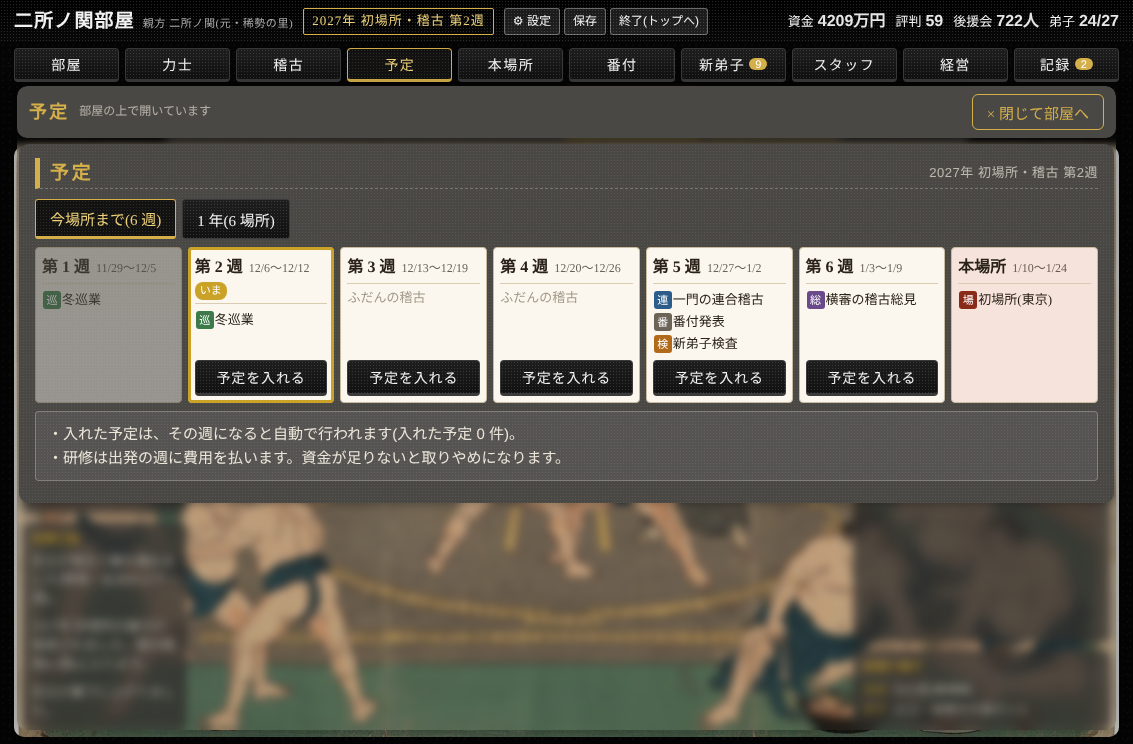 二所ノ関部屋 親方 二所ノ関(元・稀勢の里) 2027年 初場所・稽古 第2週 ⚙ 設定 保存 終了(トップへ) 資金 4209万円 評判 59 後援会 722人 弟子 24/27
部屋 力士 稽古 予定 本場所 番付 新弟子 9 スタッフ 経営 記録 2
予定 部屋の上で開いています × 閉じて部屋へ
予定 2027年 初場所・稽古 第2週
今場所まで(6 週) 1 年(6 場所)
第 1 週 11/29〜12/5
巡 冬巡業
第 2 週 12/6〜12/12
いま
巡 冬巡業
予定を入れる
第 3 週 12/13〜12/19
ふだんの稽古
予定を入れる
第 4 週 12/20〜12/26
ふだんの稽古
予定を入れる
第 5 週 12/27〜1/2
連 一門の連合稽古
番 番付発表
検 新弟子検査
予定を入れる
第 6 週 1/3〜1/9
総 横審の稽古総見
予定を入れる
本場所 1/10〜1/24
場 初場所(東京)
・入れた予定は、その週になると自動で行われます(入れた予定 0 件)。
・研修は出発の週に費用を払います。資金が足りないと取りやめになります。